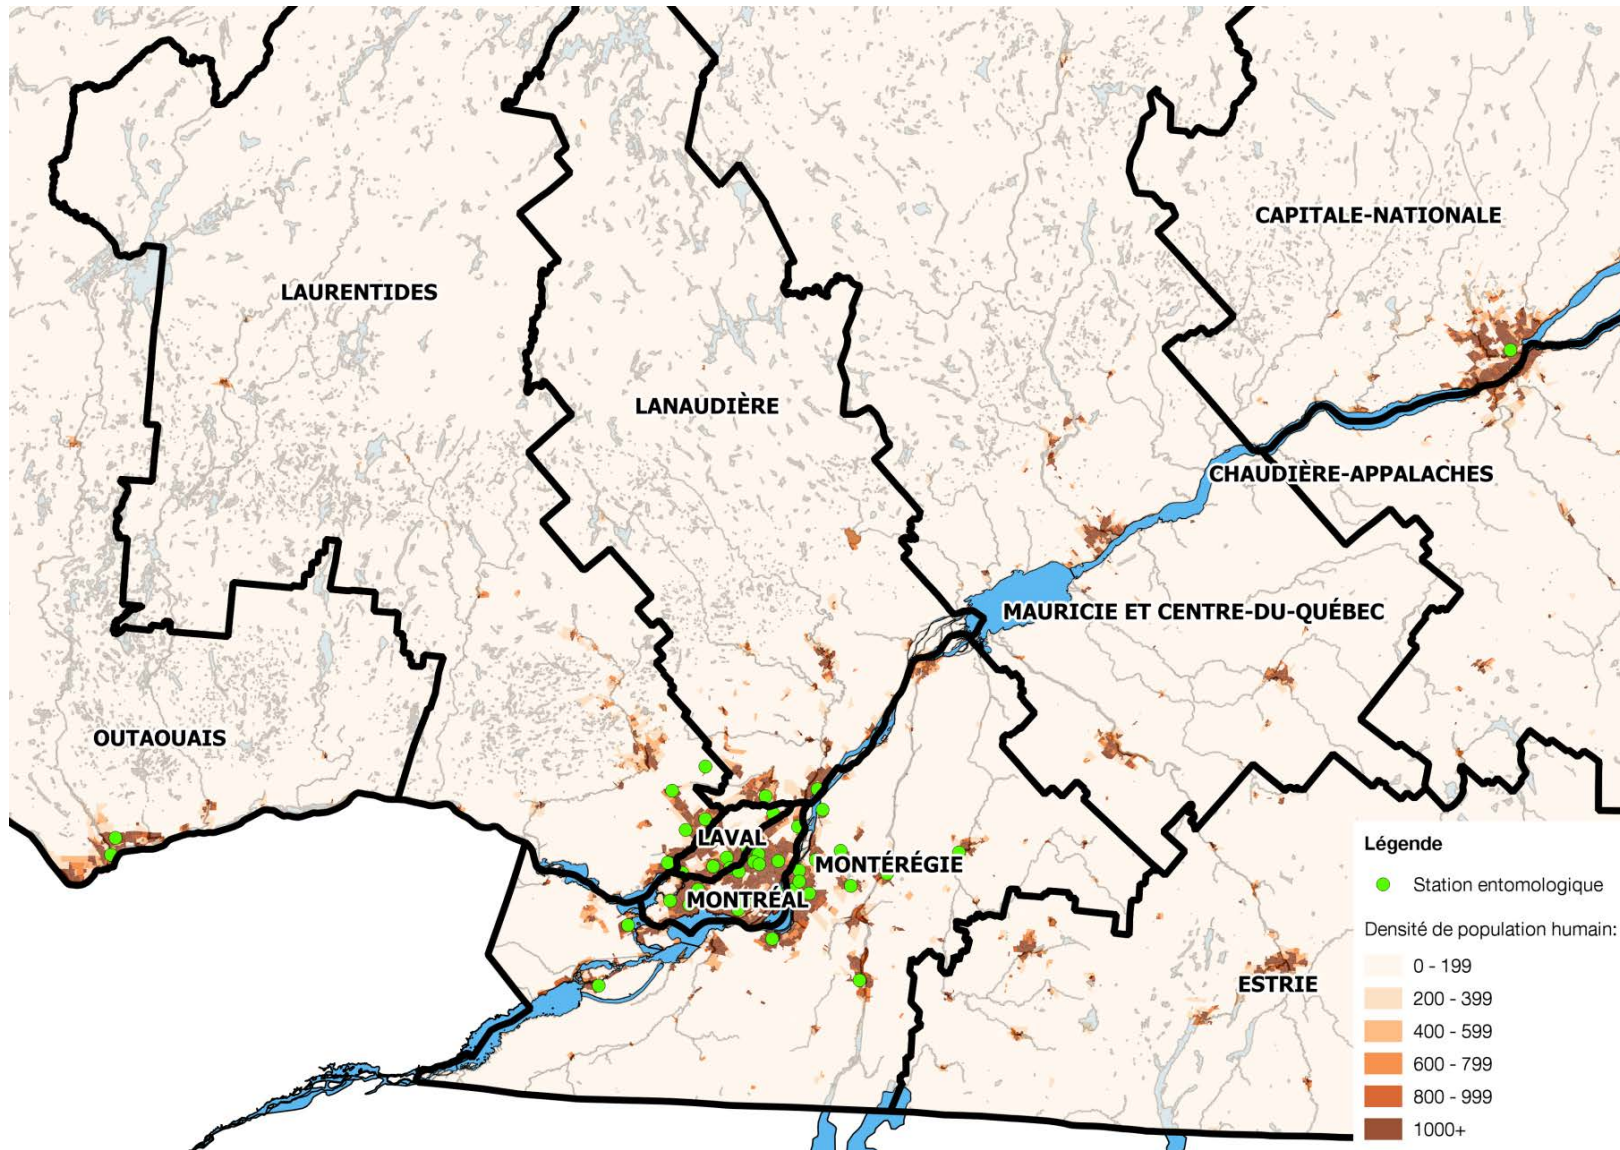 CAPITALE-NATIONALE
LAURENTIDES
LANAUDIÈRE
CHAUDIÈRE-APPALACHES
MAURICIE ET CENTRE-DU-QUÉBEC
OUTAOUAIS
LAVAL
MONTÉRÉGIE
MONTRÉAL
ESTRIE
Légende
Station entomologique
Densité de population humain:
0 - 199
200 - 399
400 - 599
600 - 799
800 - 999
1000+